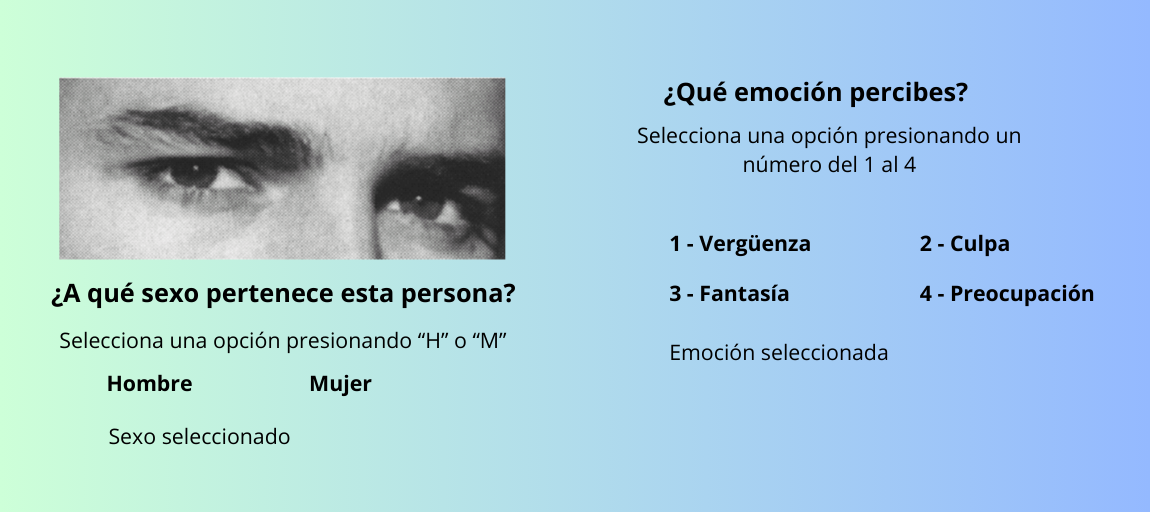 ¿A qué sexo pertenece esta persona?
Selecciona una opción presionando “H” o “M”
Hombre Mujer
Sexo seleccionado
¿Qué emoción percibes?
Selecciona una opción presionando un
número del 1 al 4
1 - Vergüenza 2 - Culpa
3 - Fantasía 4 - Preocupación
Emoción seleccionada